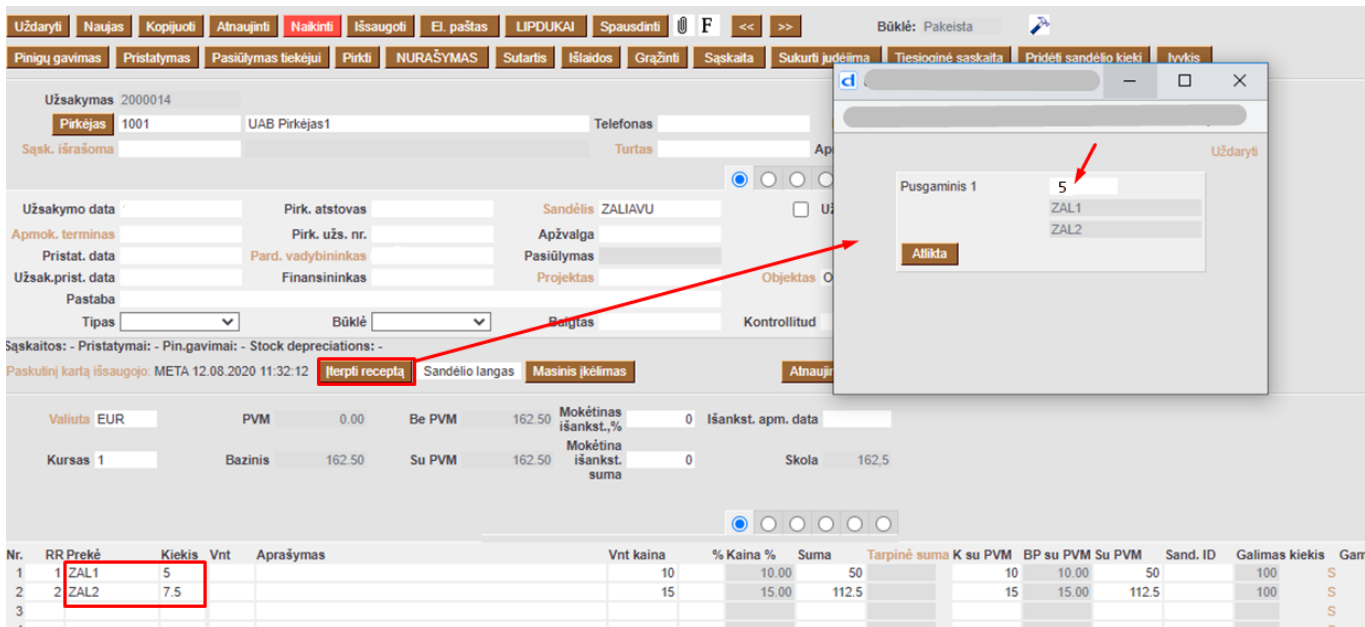 Uždaryti Naujas Kopijuoti Atnaujinti Naikinti Išsaugoti El. paštas LIPDUKAI Spausdinti F << >> Būklė: Pakeista
Pinigų gavimas Pristatymas Pasiūlymas tiekėjui Pirkti NURAŠYMAS Sutartis Išlaidos Grąžinti Sąskaita Sukurti judėjimą Tiesioginė sąskaita Pridėti sandėlio kiekį Įvykis
Užsakymas 2000014
Pirkėjas 1001 UAB Pirkėjas1 Telefonas
Sąsk. išrašoma Turtas
Uždaryti
Pusgaminis 1 5
ZAL1
ZAL2
Atlikta
Užsakymo data Pirk. atstovas Sandėlis ZALIAVU
Apmok. terminas Pirk. užs. nr. Apžvalga
Pristat. data Pard. vadybininkas Pasiūlymas
Užsak.prist. data Finansininkas Projektas Objektas
Pastaba
Tipas Būklė Baigtas Kontrollitud
Sąskaitos: - Pristatymai: - Pin.gavimai: - Stock depreciations: -
Paskutinį kartą išsaugojo: META 12.08.2020 11:32:12 Įterpti receptą Sandėlio langas Masinis įkėlimas
Valiuta EUR PVM 0.00 Be PVM 162.50 Mokėtinas išankst.,% 0 Išankst. apm. data
Kursas 1 Bazinis 162.50 Su PVM 162.50 Mokėtina išankst. suma 0 Skola 162,5
Nr. RR Prekė Kiekis Vnt Aprašymas Vnt kaina % Kaina % Suma Tarpinė suma K su PVM BP su PVM Su PVM Sand. ID Galimas kiekis Gam
1 1 ZAL1 5 10 10.00 50 10 10.00 50 100 S
2 2 ZAL2 7.5 15 15.00 112.5 15 15.00 112.5 100 S
3 S